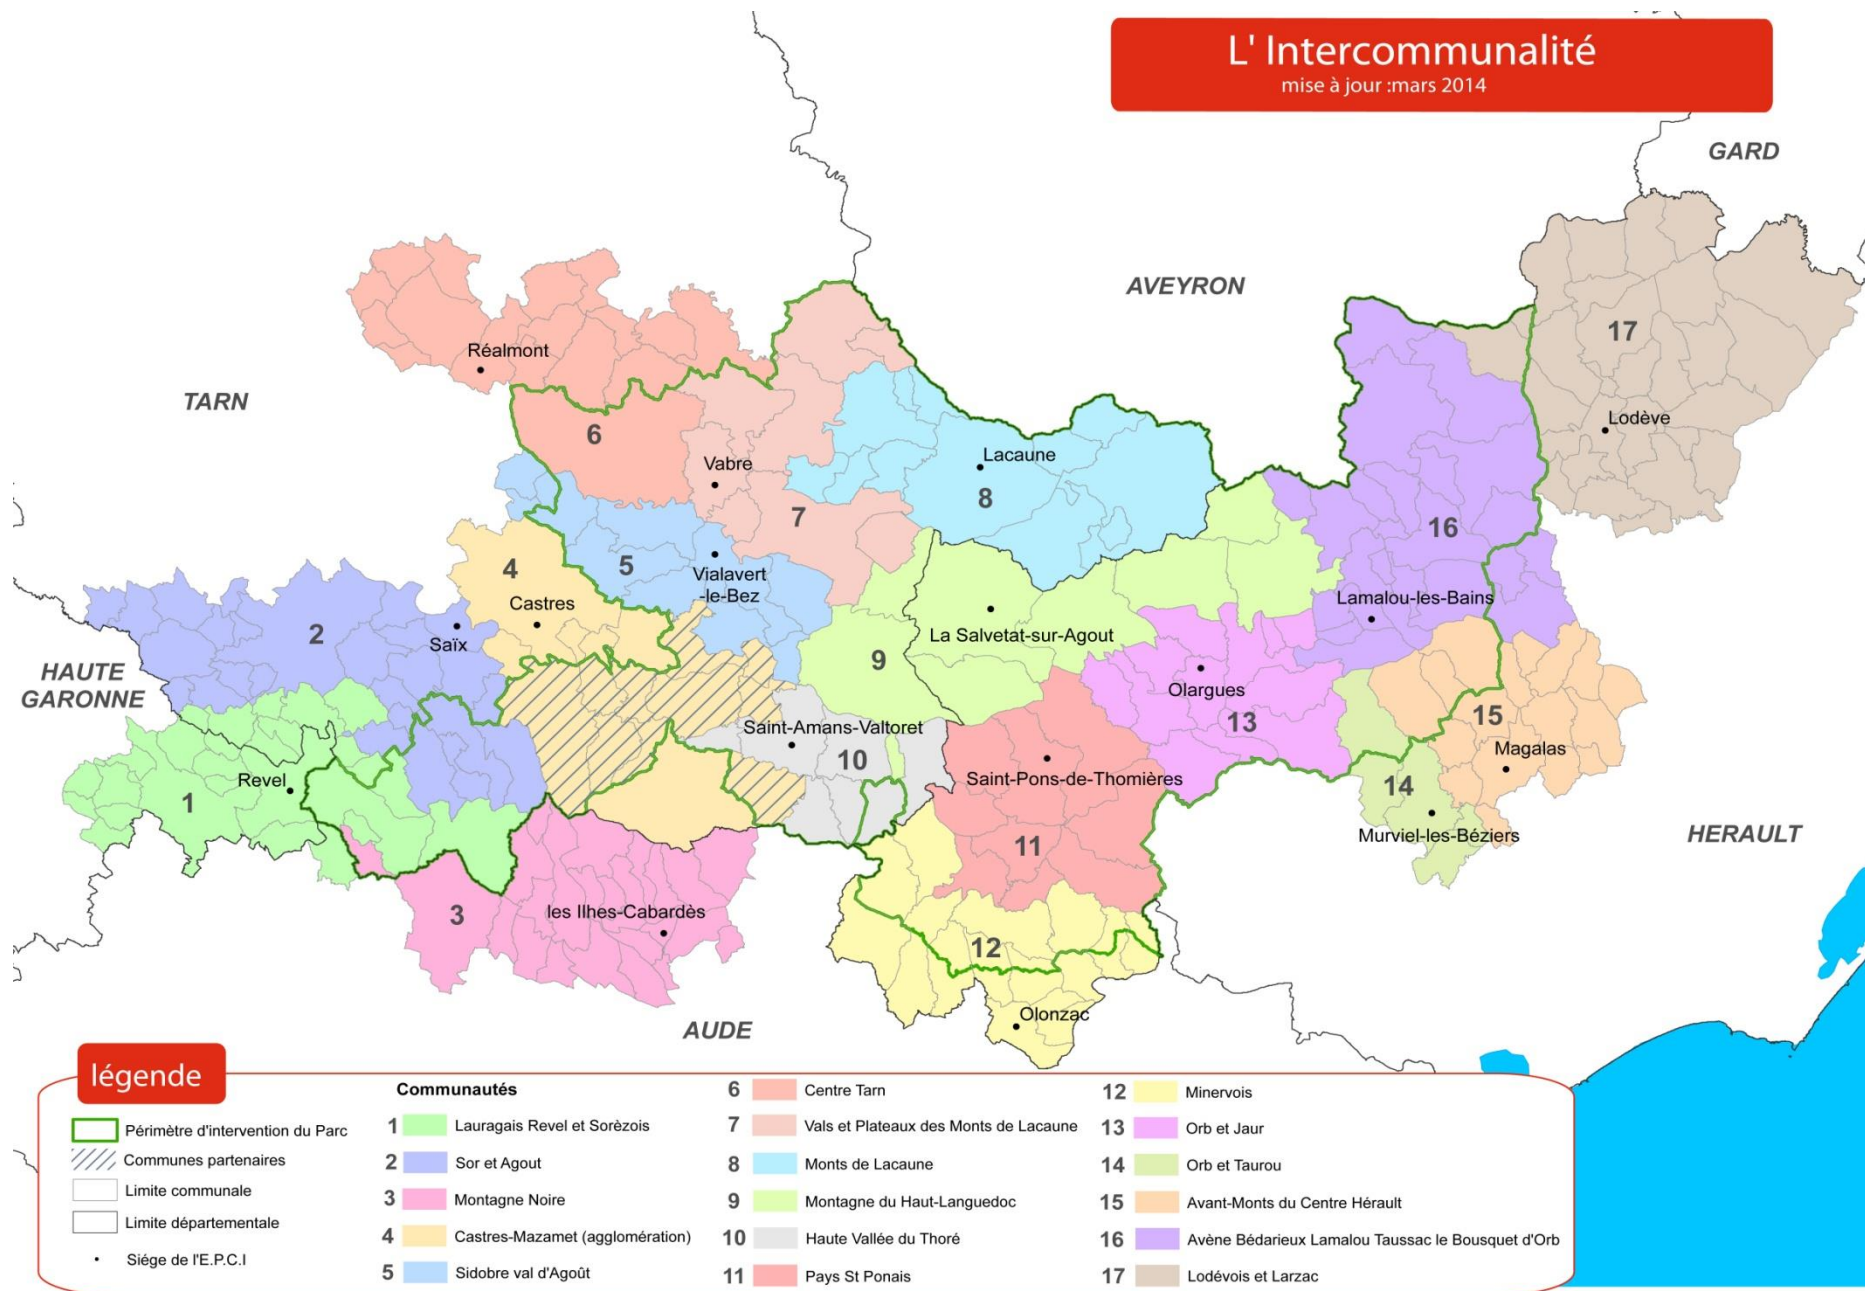 L' Intercommunalité
mise à jour :mars 2014
GARD
AVEYRON
17
Réalmont
TARN
Lodève
6
Vabre
Lacaune
8
7
16
4
5
Vialavert
-le-Bez
Castres
Lamalou-les-Bains
2
Saïx
La Salvetat-sur-Agout
9
HAUTE
GARONNE
Olargues
13
15
Saint-Amans-Valtoret
10
Magalas
Saint-Pons-de-Thomières
Revel
1
14
Murviel-les-Béziers
HERAULT
11
3
les Ilhes-Cabardès
12
Olonzac
AUDE
légende
Périmètre d'intervention du Parc
Communes partenaires
Limite communale
Limite départementale
Siége de l'E.P.C.I
Communautés
1 Lauragais Revel et Sorèzois
2 Sor et Agout
3 Montagne Noire
4 Castres-Mazamet (agglomération)
5 Sidobre val d'Agoût
6 Centre Tarn
7 Vals et Plateaux des Monts de Lacaune
8 Monts de Lacaune
9 Montagne du Haut-Languedoc
10 Haute Vallée du Thoré
11 Pays St Ponais
12 Minervois
13 Orb et Jaur
14 Orb et Taurou
15 Avant-Monts du Centre Hérault
16 Avène Bédarieux Lamalou Taussac le Bousquet d'Orb
17 Lodévois et Larzac